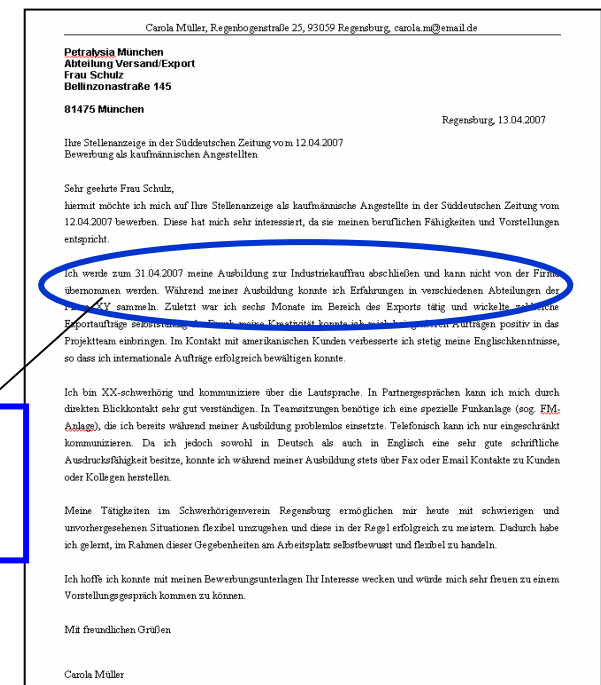 Carola Müller, Regenbogenstraße 25, 93059 Regensburg, carola.m@email.de
Petralysia München
Abteilung Versand/Export
Frau Schulz
Bellinzonastraße 145
81475 München
Regensburg, 13.04.2007
Ihre Stellenanzeige in der Süddeutschen Zeitung vom 12.04.2007
Bewerbung als kaufmännischen Angestellten
Sehr geehrte Frau Schulz,
hiermit möchte ich mich auf Ihre Stellenanzeige als kaufmännische Angestellte in der Süddeutschen Zeitung vom
12.04.2007 bewerben. Diese hat mich sehr interessiert, da sie meinen beruflichen Fähigkeiten und Vorstellungen
entspricht.
Ich werde zum 31.04.2007 meine Ausbildung zur Industriekauffrau abschließen und kann nicht von der Firma
übernommen werden. Während meiner Ausbildung konnte ich Erfahrungen in verschiedenen Abteilungen der
XY sammeln. Zuletzt war ich sechs Monate im Bereich des Exports tätig und wickelte
Exportaufträge Aufträgen positiv in das
Projektteam einbringen. Im Kontakt mit amerikanischen Kunden verbesserte ich stetig meine Englischkenntnisse,
so dass ich internationale Aufträge erfolgreich bewältigen konnte.
Ich bin XX-schwerhörig und kommuniziere über die Lautsprache. In Partnergesprächen kann ich mich durch
direkten Blickkontakt sehr gut verständigen. In Teamsitzungen benötige ich eine spezielle Funkanlage (sog. FM-
Anlage), die ich bereits während meiner Ausbildung problemlos einsetzte. Telefonisch kann ich nur eingeschränkt
kommunizieren. Da ich jedoch sowohl in Deutsch als auch in Englisch eine sehr gute schriftliche
Ausdrucksfähigkeit besitze, konnte ich während meiner Ausbildung stets über Fax oder Email Kontakte zu Kunden
oder Kollegen herstellen.
Meine Tätigkeiten im Schwerhörigenverein Regensburg ermöglichen mir heute mit schwierigen und
unvorhergesehenen Situationen flexibel umzugehen und diese in der Regel erfolgreich zu meistern. Dadurch habe
ich gelernt, im Rahmen dieser Gegebenheiten am Arbeitsplatz selbstbewusst und flexibel zu handeln.
Ich hoffe ich konnte mit meinen Bewerbungsunterlagen Ihr Interesse wecken und würde mich sehr freuen zu einem
Vorstellungsgespräch kommen zu können.
Mit freundlichen Grüßen
Carola Müller